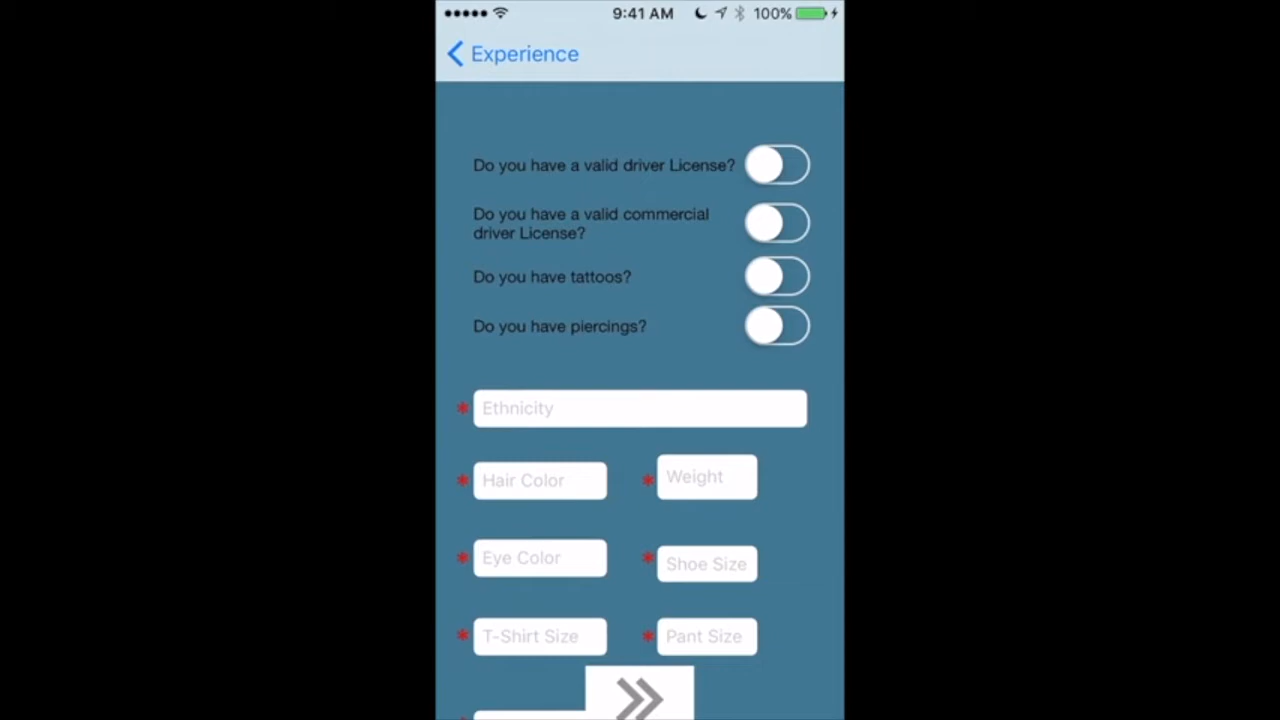 9:41 AM 100%
Experience
Do you have a valid driver License?
Do you have a valid commercial
driver License?
Do you have tattoos?
Do you have piercings?
* Ethnicity
* Hair Color * Weight
* Eye Color * Shoe Size
* T-Shirt Size * Pant Size